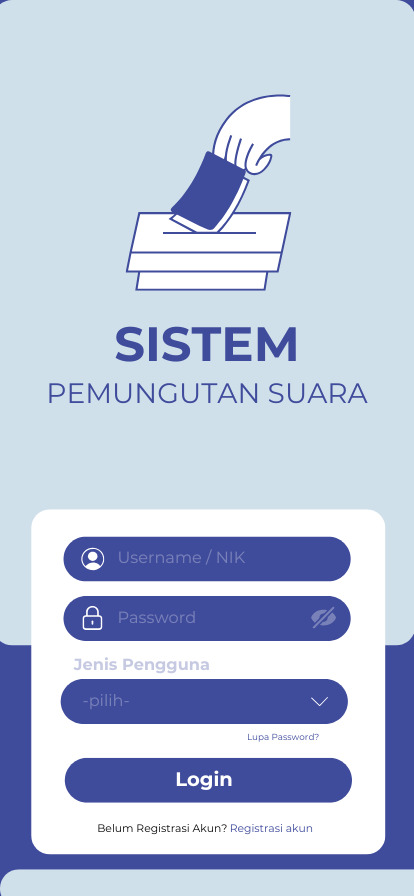 SISTEM
PEMUNGUTAN SUARA
Username / NIK
Password
Jenis Pengguna
-pilih-
Lupa Password?
Login
Belum Registrasi Akun? Registrasi akun